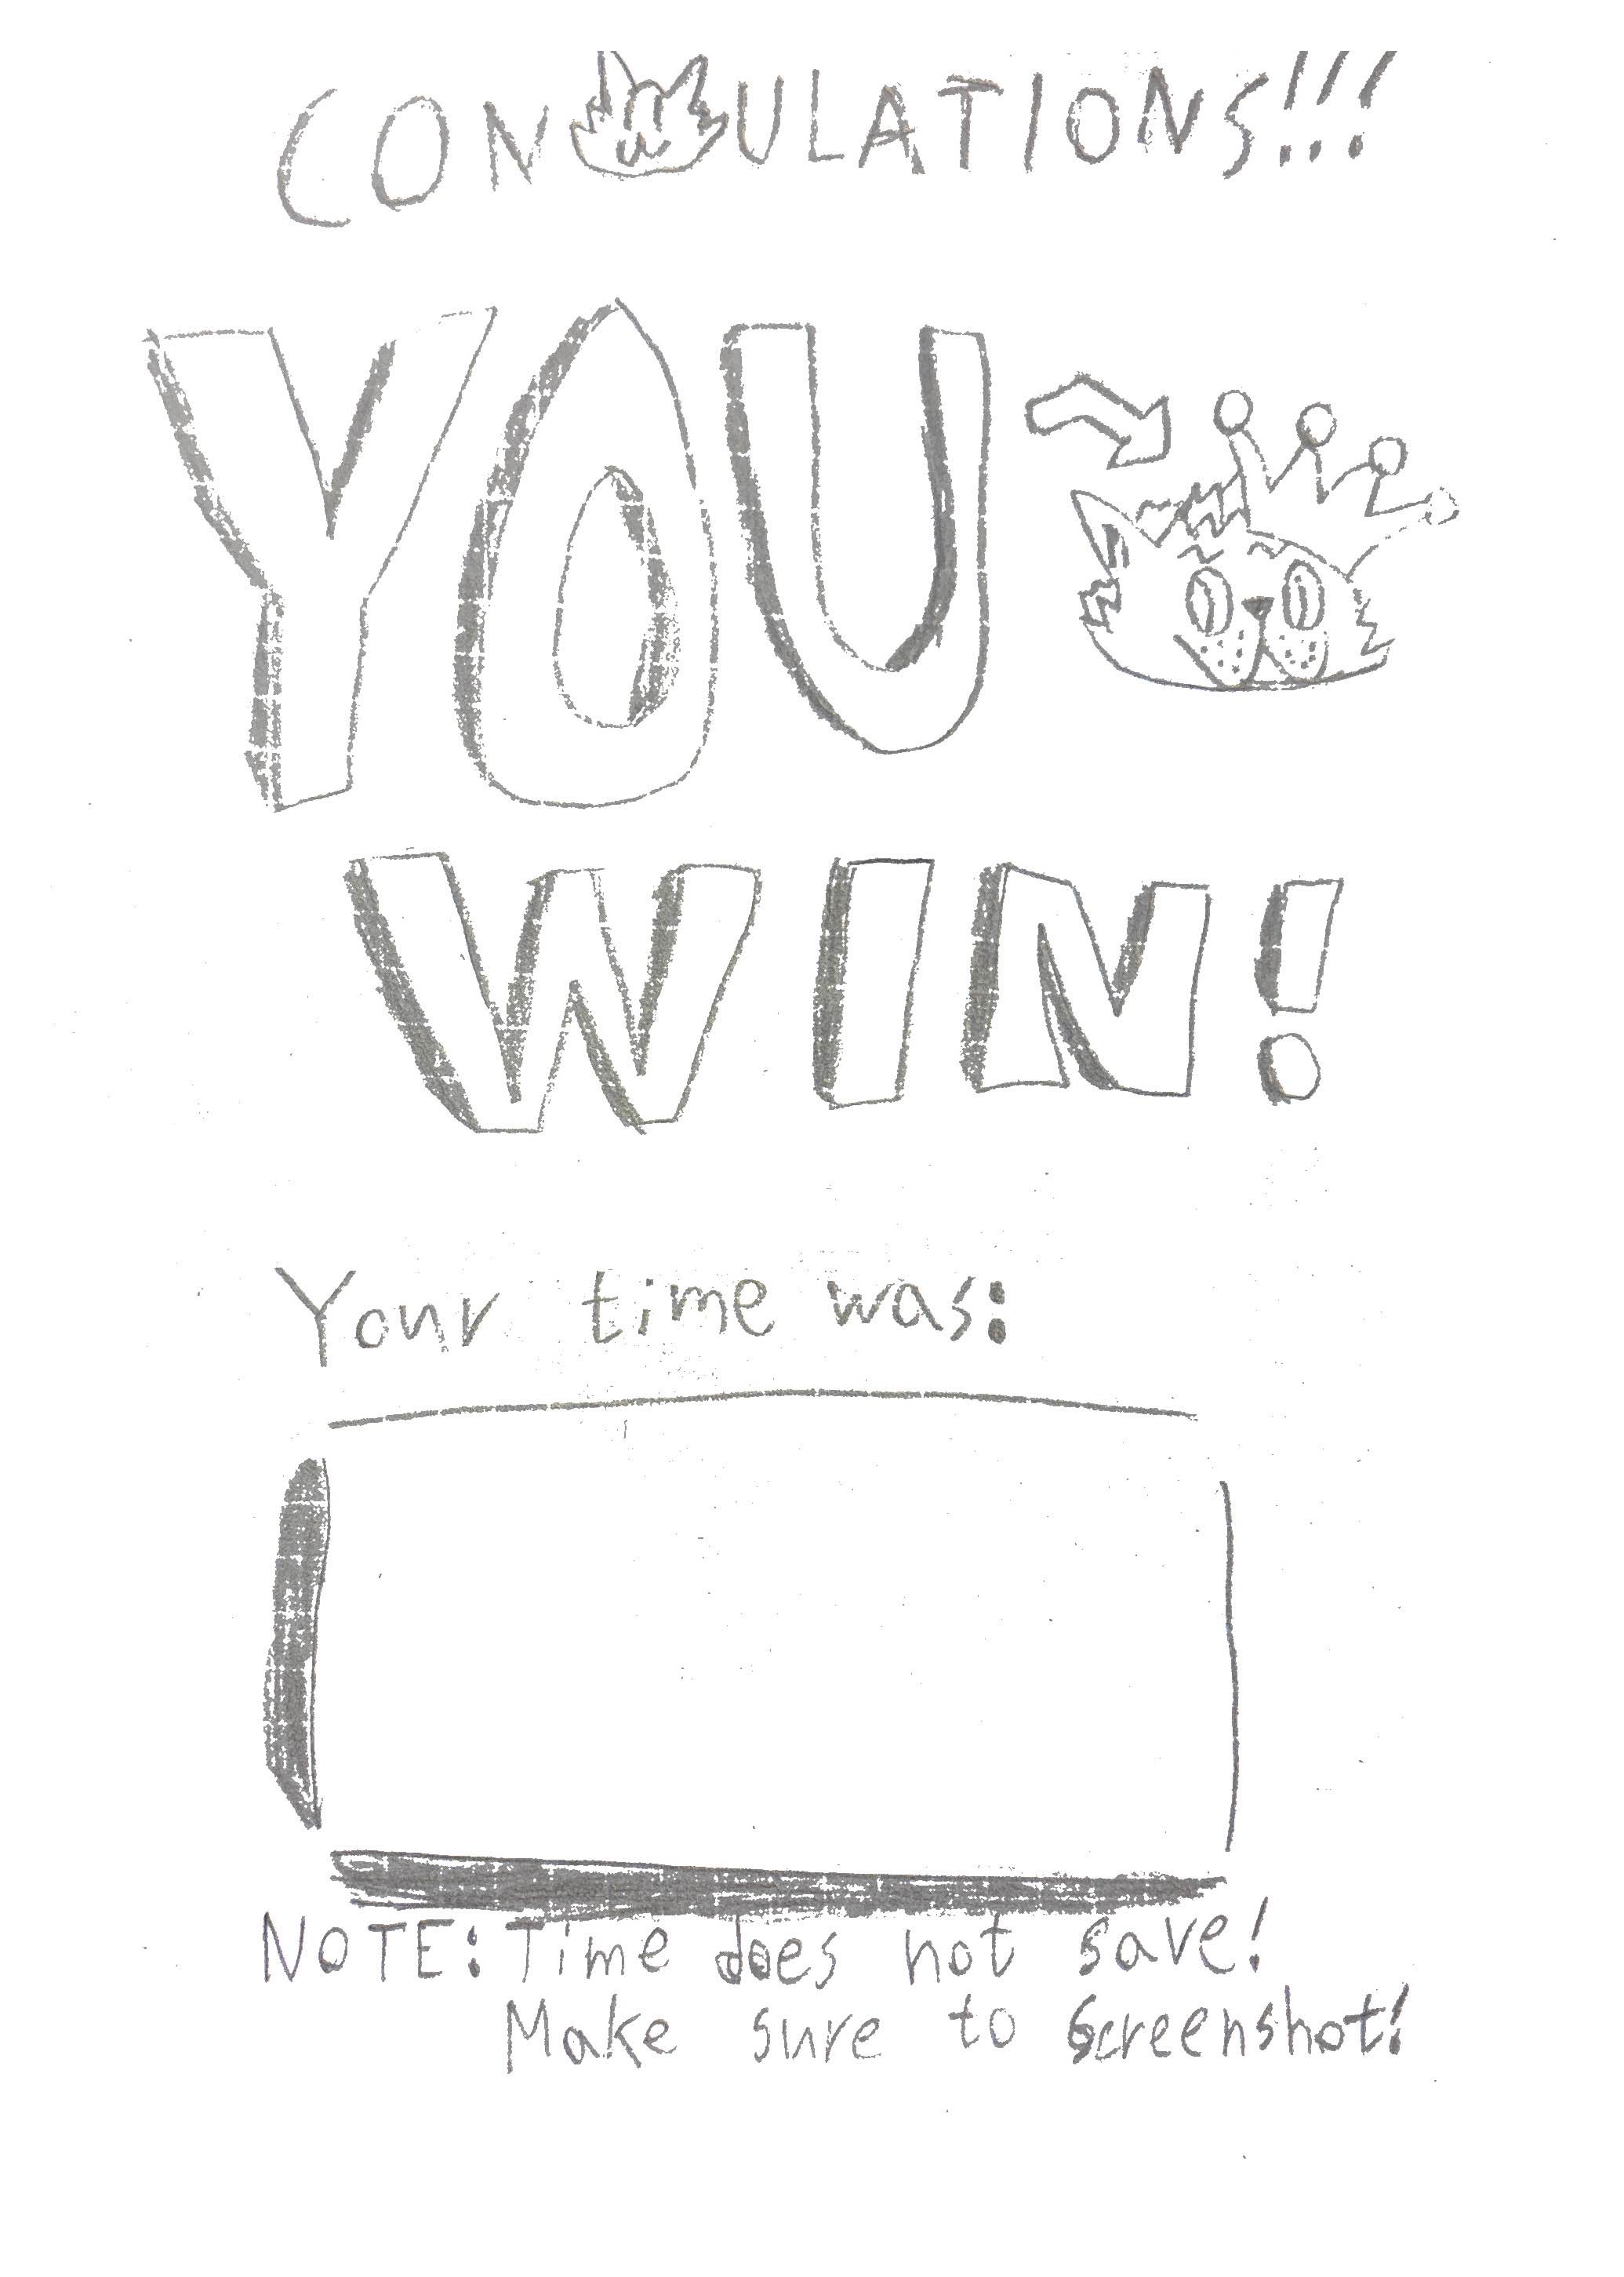 CON ULATIONS!!!
YOU
WIN!
Your time was:
NOTE: Time does not save!
Make sure to Screenshot!